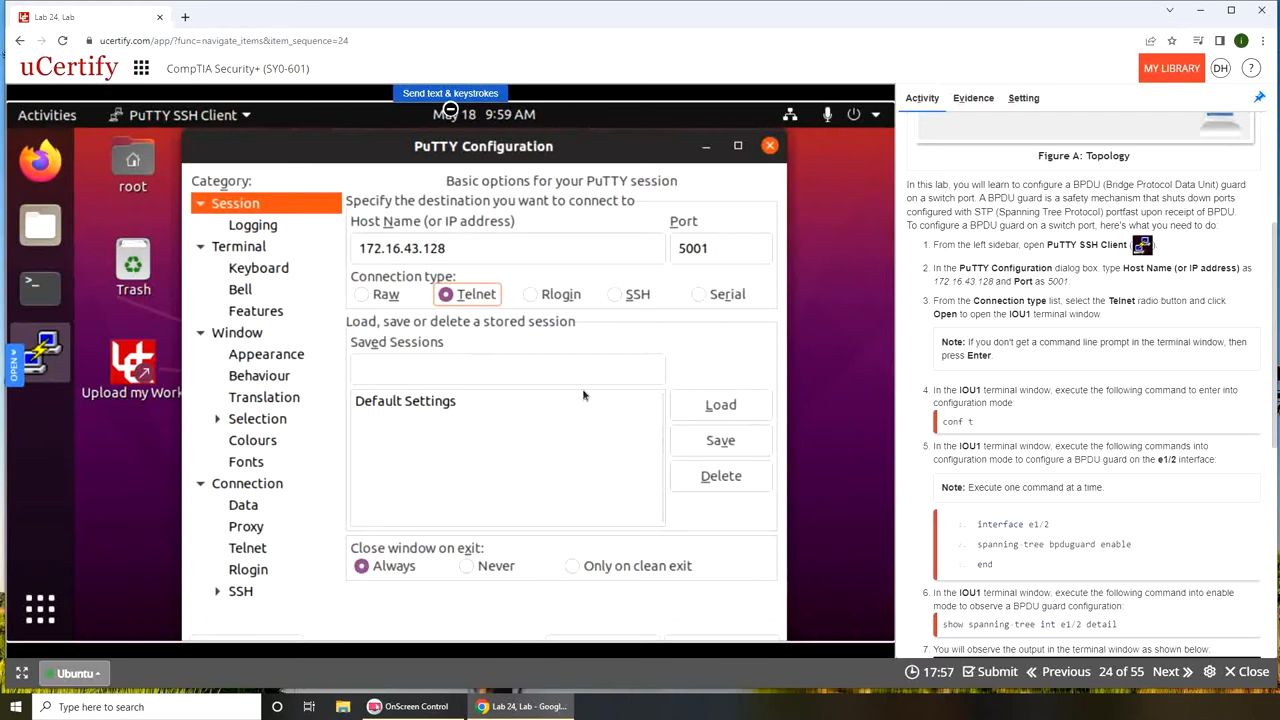 Lab 24, Lab
ucertify.com/app/?func=navigate_items&item_sequence=24
i
uCertify
CompTIA Security+ (SY0-601)
MY LIBRARY
DH
?
Send text & keystrokes
Activities
PuTTY SSH Client
May 18 9:59 AM
root
Trash
Upload my Work
OPEN
PuTTY Configuration
Category:
Session
Logging
Terminal
Keyboard
Bell
Features
Window
Appearance
Behaviour
Translation
Selection
Colours
Fonts
Connection
Data
Proxy
Telnet
Rlogin
SSH
Basic options for your PuTTY session
Specify the destination you want to connect to
Host Name (or IP address)
Port
172.16.43.128
5001
Connection type:
Raw
Telnet
Rlogin
SSH
Serial
Load, save or delete a stored session
Saved Sessions
Default Settings
Load
Save
Delete
Close window on exit:
Always
Never
Only on clean exit
Activity
Evidence
Setting
Figure A: Topology
In this lab, you will learn to configure a BPDU (Bridge Protocol Data Unit) guard
on a switch port. A BPDU guard is a safety mechanism that shuts down ports
configured with STP (Spanning Tree Protocol) portfast upon receipt of BPDU.
To configure a BPDU guard on a switch port, here's what you need to do:
1. From the left sidebar, open PuTTY SSH Client ( ).
2. In the PuTTY Configuration dialog box, type Host Name (or IP address) as
172.16.43.128 and Port as 5001.
3. From the Connection type list, select the Telnet radio button and click
Open to open the IOU1 terminal window
Note: If you don't get a command line prompt in the terminal window, then
press Enter.
4. In the IOU1 terminal window, execute the following command to enter into
configuration mode
conf t
5. In the IOU1 terminal window, execute the following commands into
configuration mode to configure a BPDU guard on the e1/2 interface:
Note: Execute one command at a time.
1. interface e1/2
2. spanning-tree bpduguard enable
3. end
6. In the IOU1 terminal window, execute the following command into enable
mode to observe a BPDU guard configuration:
show spanning-tree int e1/2 detail
7. You will observe the output in the terminal window as shown below:
Ubuntu
17:57
Submit
Previous
24 of 55
Next
Close
Type here to search
OnScreen Control
Lab 24, Lab - Googl...